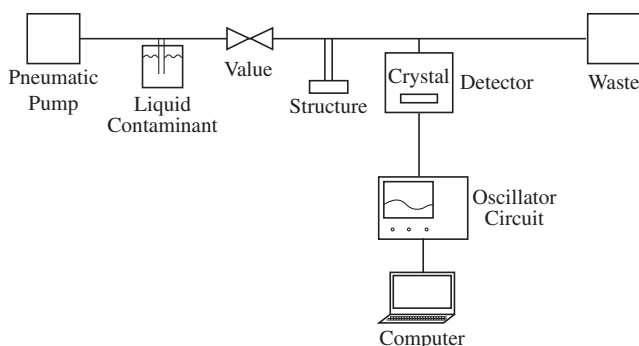 Pneumatic
Pump
Liquid
Contaminant
Value
Structure
Crystal
Detector
Waste
Oscillator
Circuit
Computer